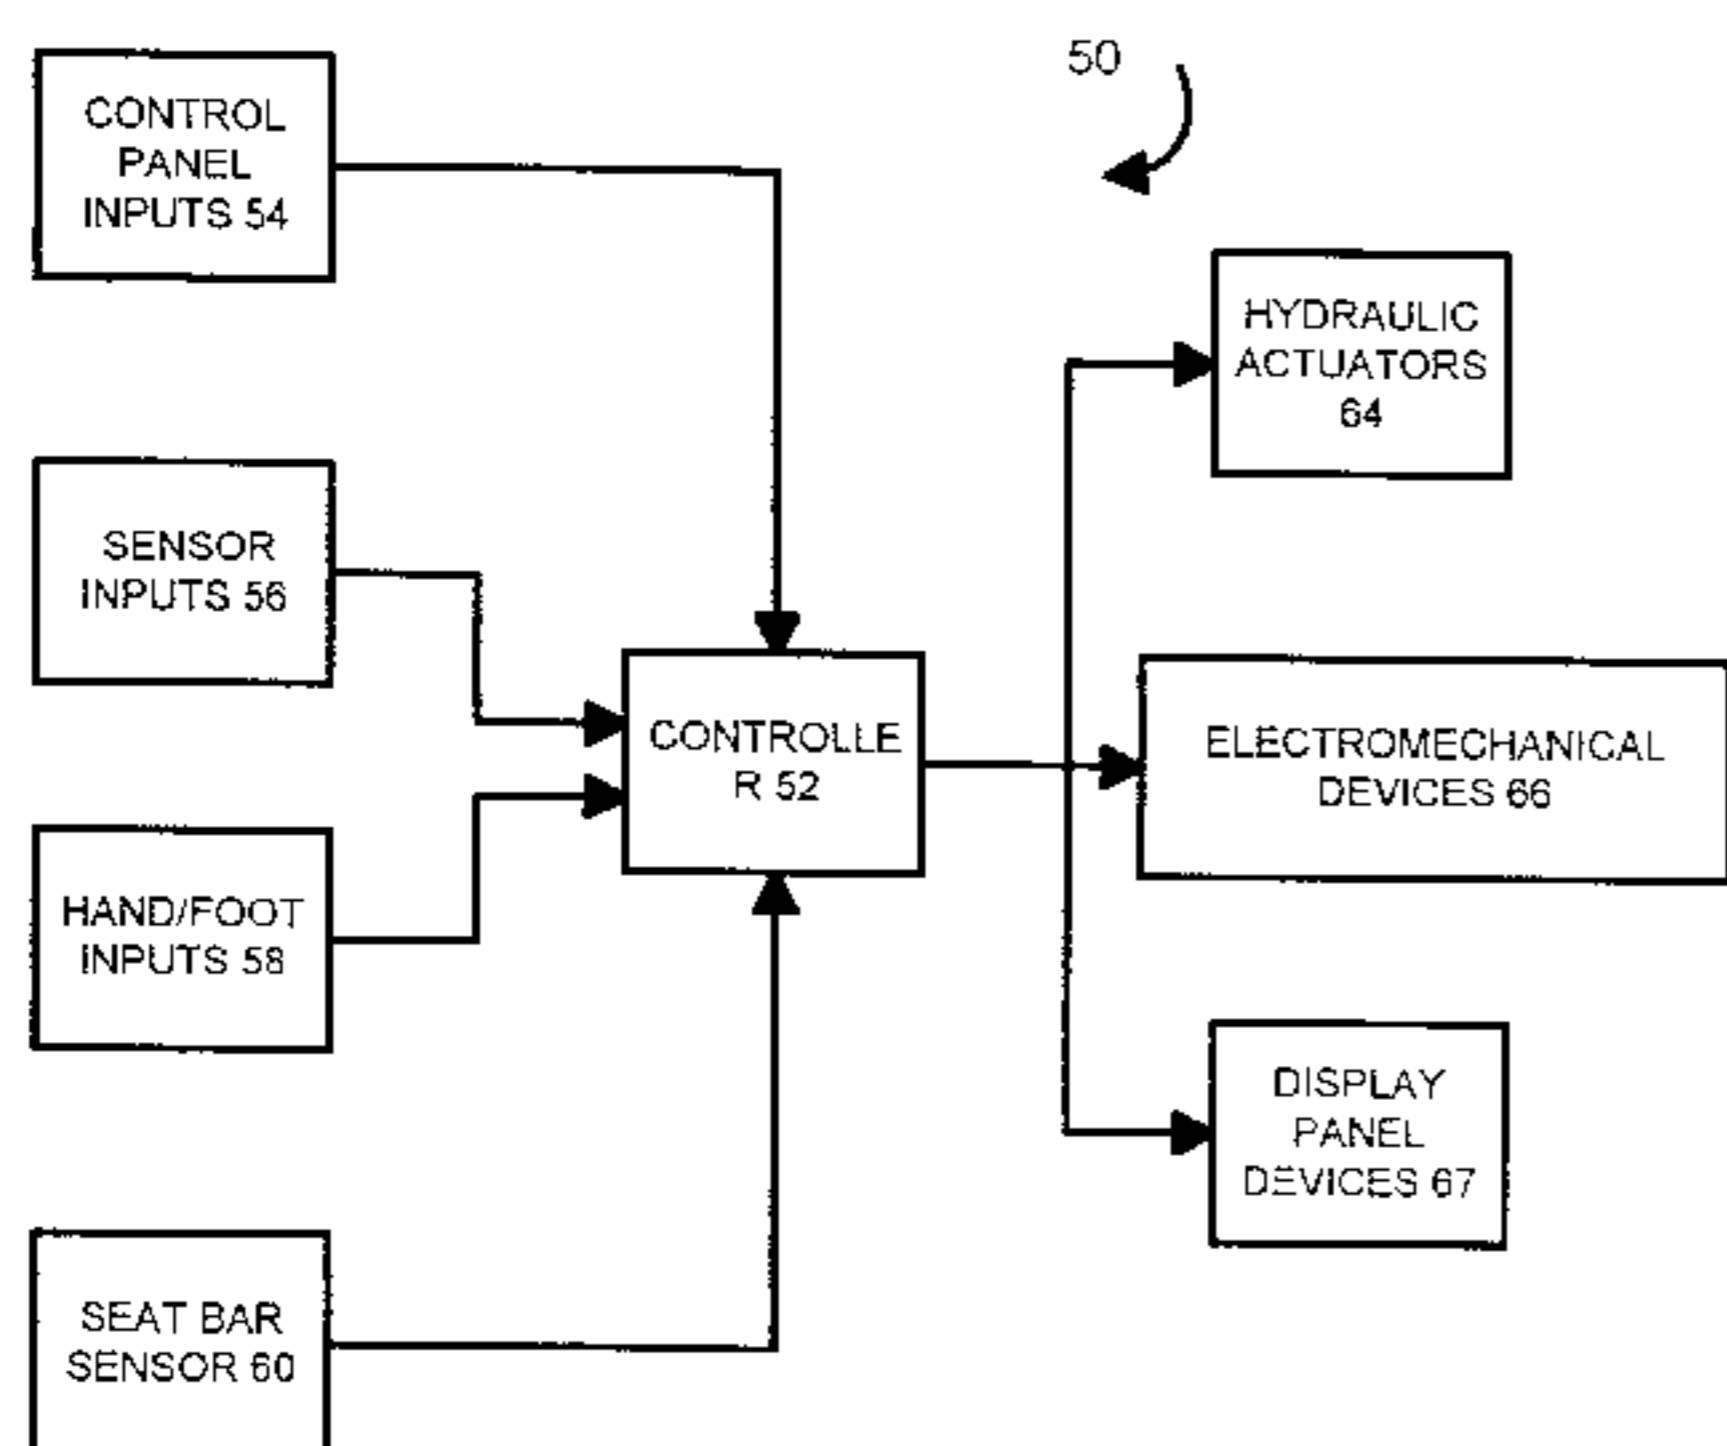 50
CONTROL
PANEL
INPUTS 54
HYDRAULIC
ACTUATORS
64
SENSOR
INPUTS 56
CONTROLLE
R 52
ELECTROMECHANICAL
DEVICES 66
HAND/FOOT
INPUTS 58
DISPLAY
PANEL
DEVICES 67
SEAT BAR
SENSOR 60